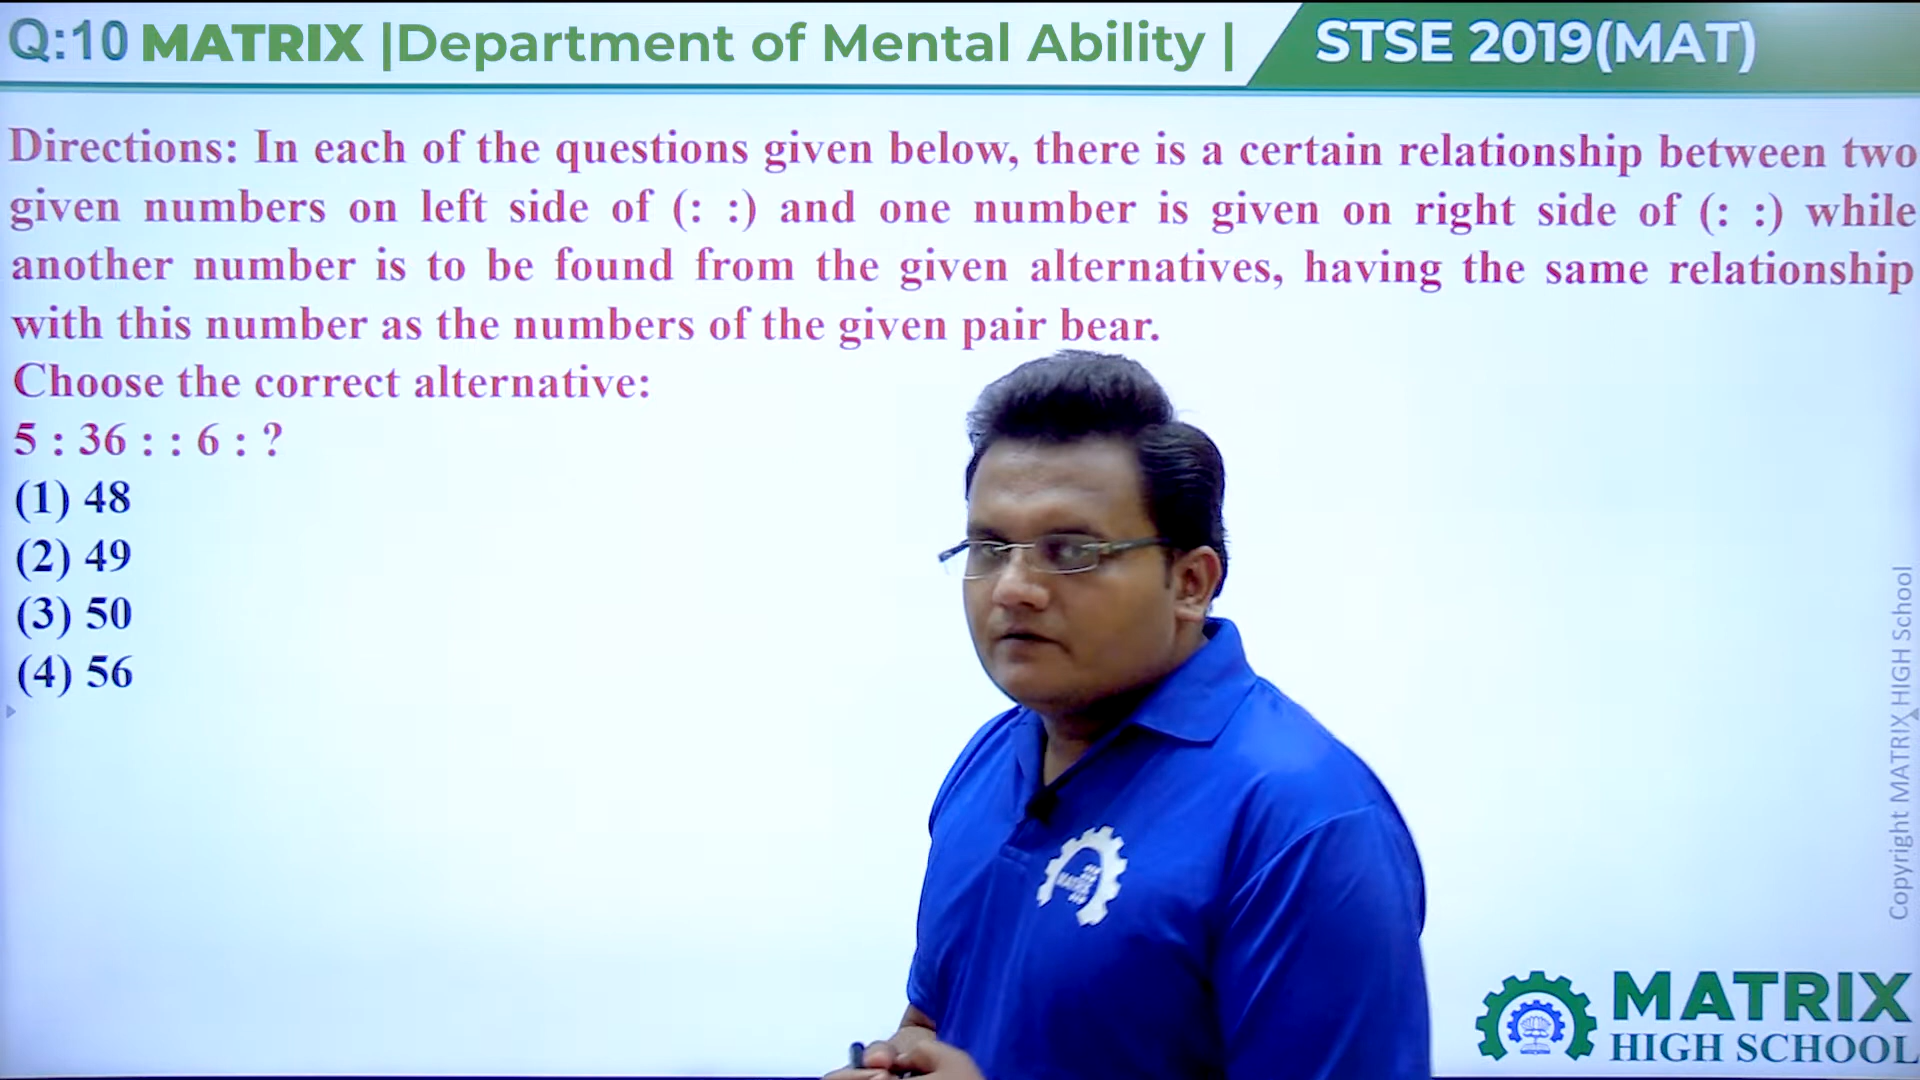 Q:10 MATRIX |Department of Mental Ability | STSE 2019(MAT)
Directions: In each of the questions given below, there is a certain relationship between two
given numbers on left side of (: :) and one number is given on right side of (: :) while
another number is to be found from the given alternatives, having the same relationship
with this number as the numbers of the given pair bear.
Choose the correct alternative:
5 : 36 : : 6 : ?
(1) 48
(2) 49
(3) 50
(4) 56
Copyright MATRIX HIGH School
MATRIX
HIGH SCHOOL